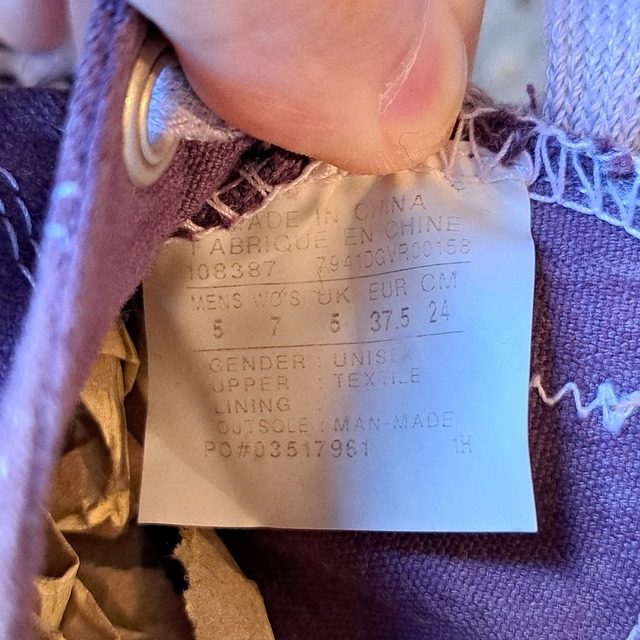 MADE IN CHINA
FABRIQUE EN CHINE
108387 7941DGVR00158
MENS WO'S UK EUR CM
5 7 5 37.5 24
GENDER : UNISEX
UPPER : TEXTILE
LINING :
OUTSOLE : MAN-MADE
PO#03517961 1H